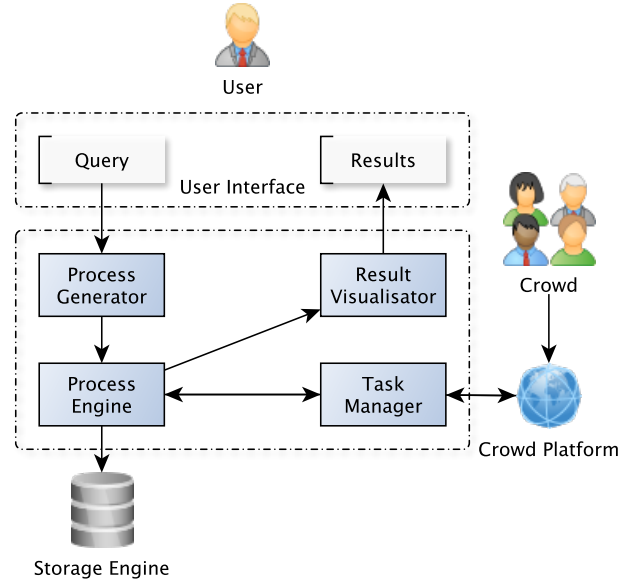 User
Query
Results
User Interface
Process
Generator
Result
Visualisator
Crowd
Process
Engine
Task
Manager
Crowd Platform
Storage Engine